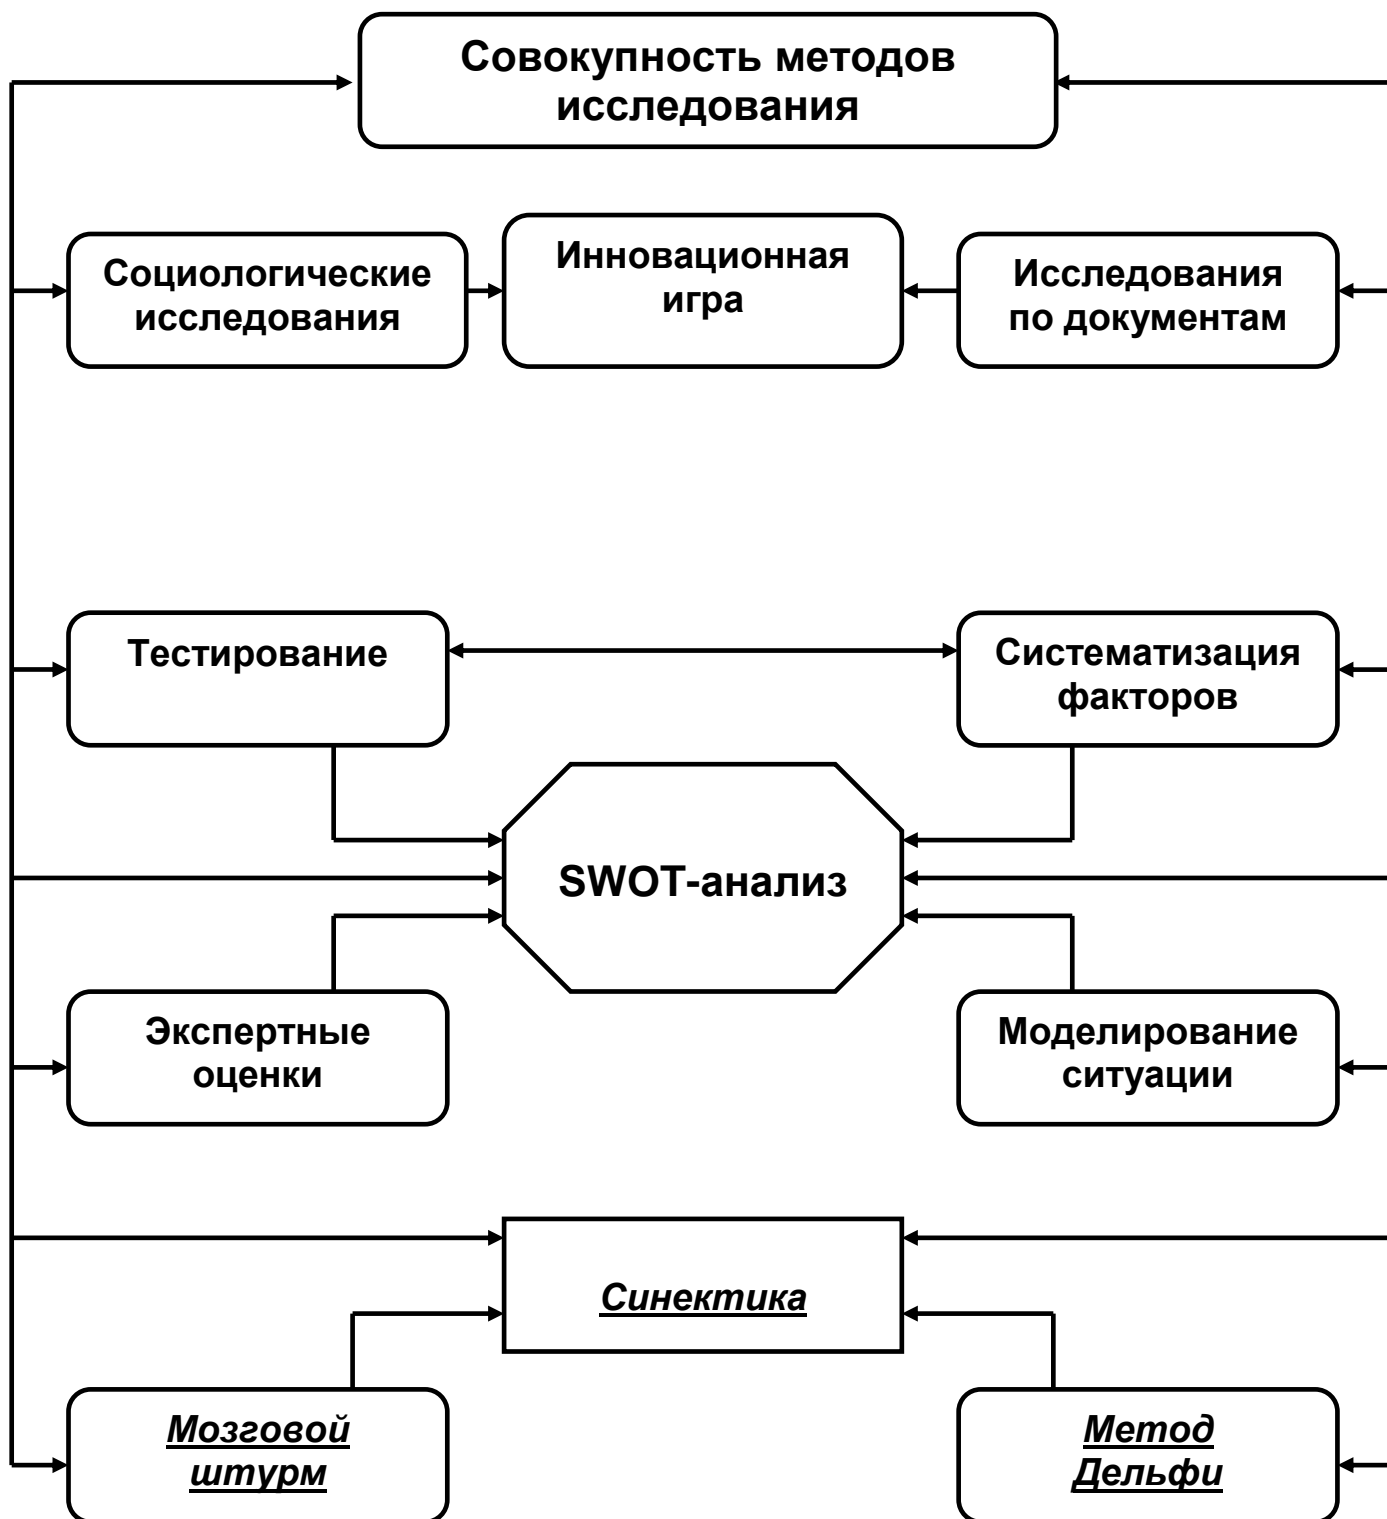 Совокупность методов
исследования
Социологические
исследования
Инновационная
игра
Исследования
по документам
Тестирование
Систематизация
факторов
SWOT-анализ
Экспертные
оценки
Моделирование
ситуации
Синектика
Мозговой
штурм
Метод
Дельфи